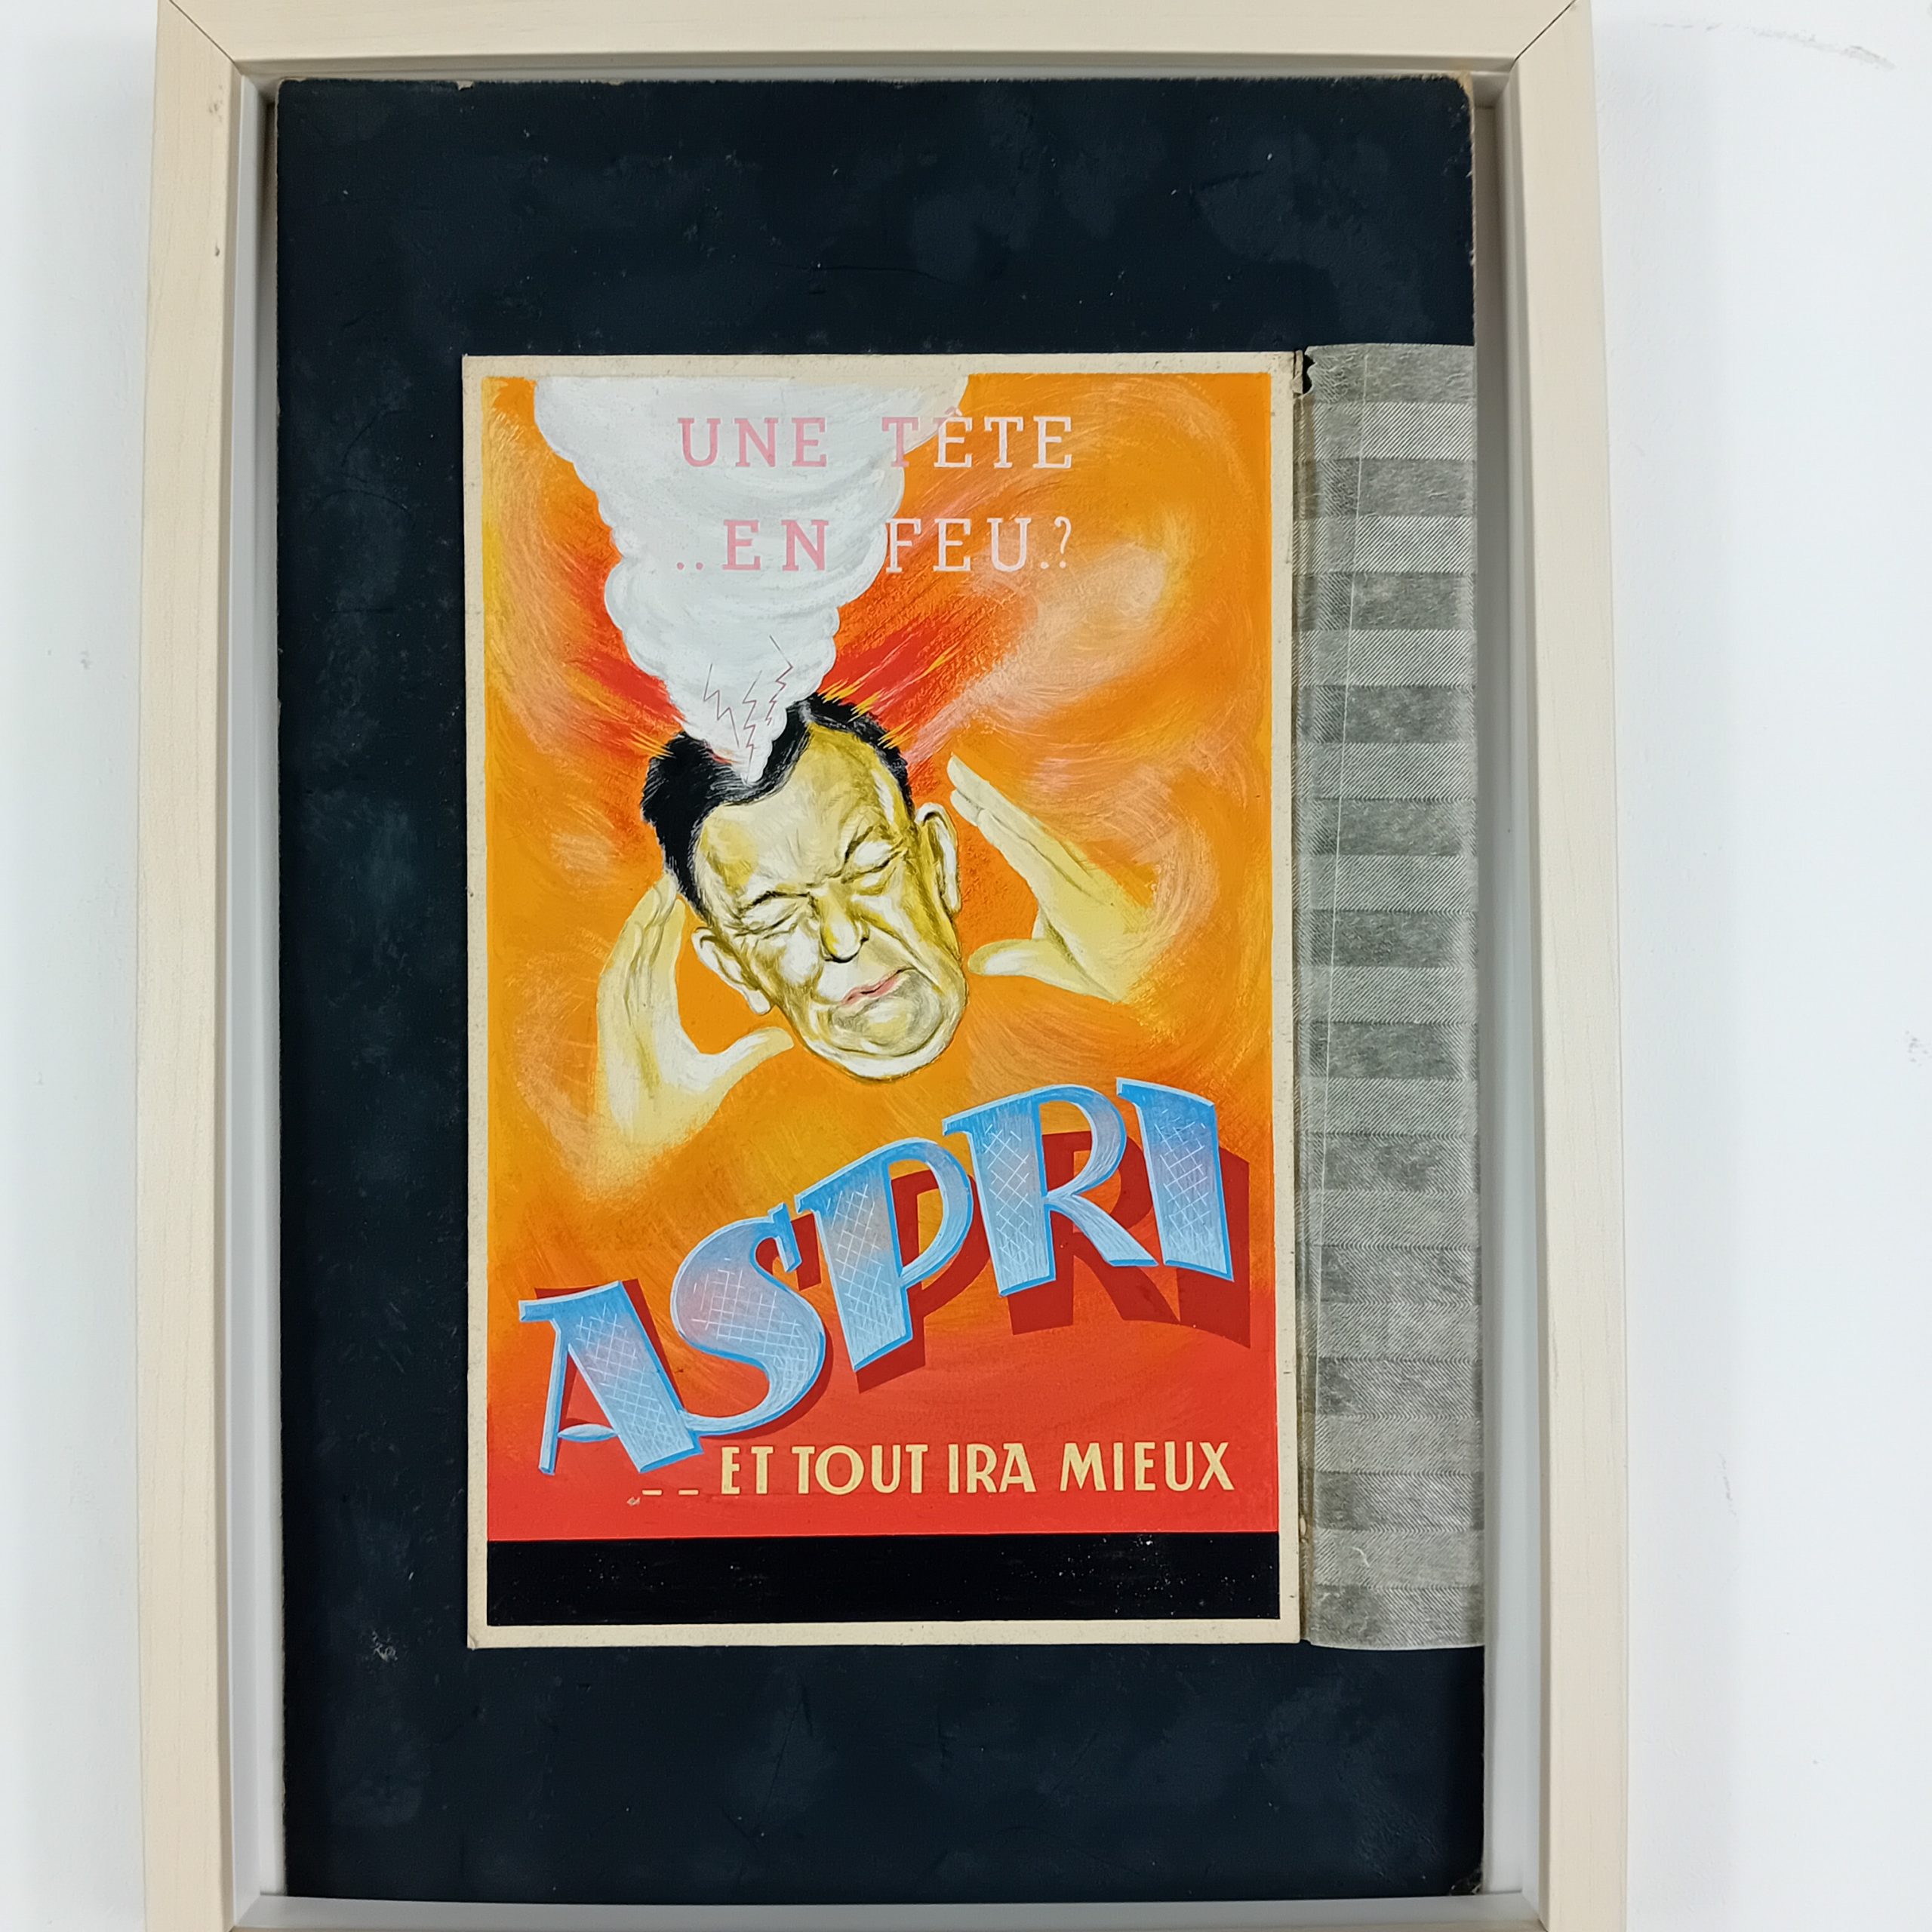 UNE TÊTE
..EN FEU.?
ASPRI
... ET TOUT IRA MIEUX